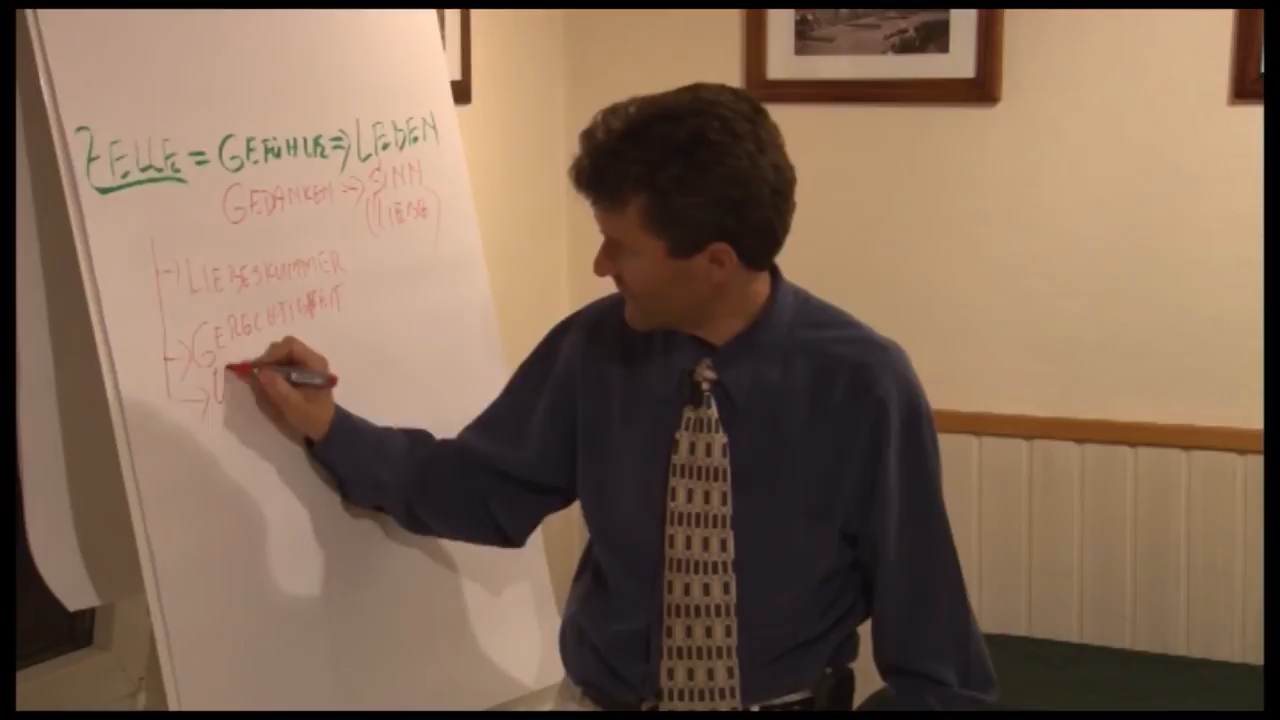 ZELLE = GEFÜHLE => LEBEN
GEDANKEN => SINN
(LIEBE)
-> LIEBESKUMMER
-> GERECHTIGKEIT
-> U